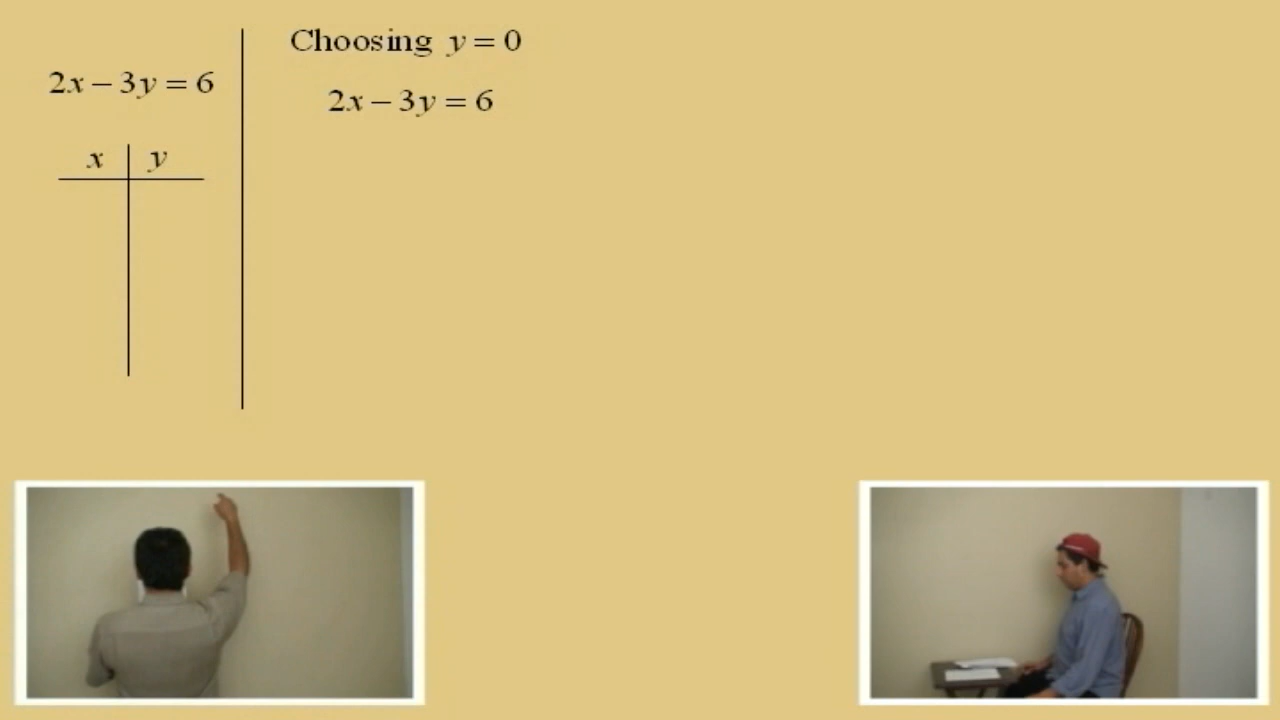 2x − 3y = 6
x y
Choosing y = 0
2x − 3y = 6